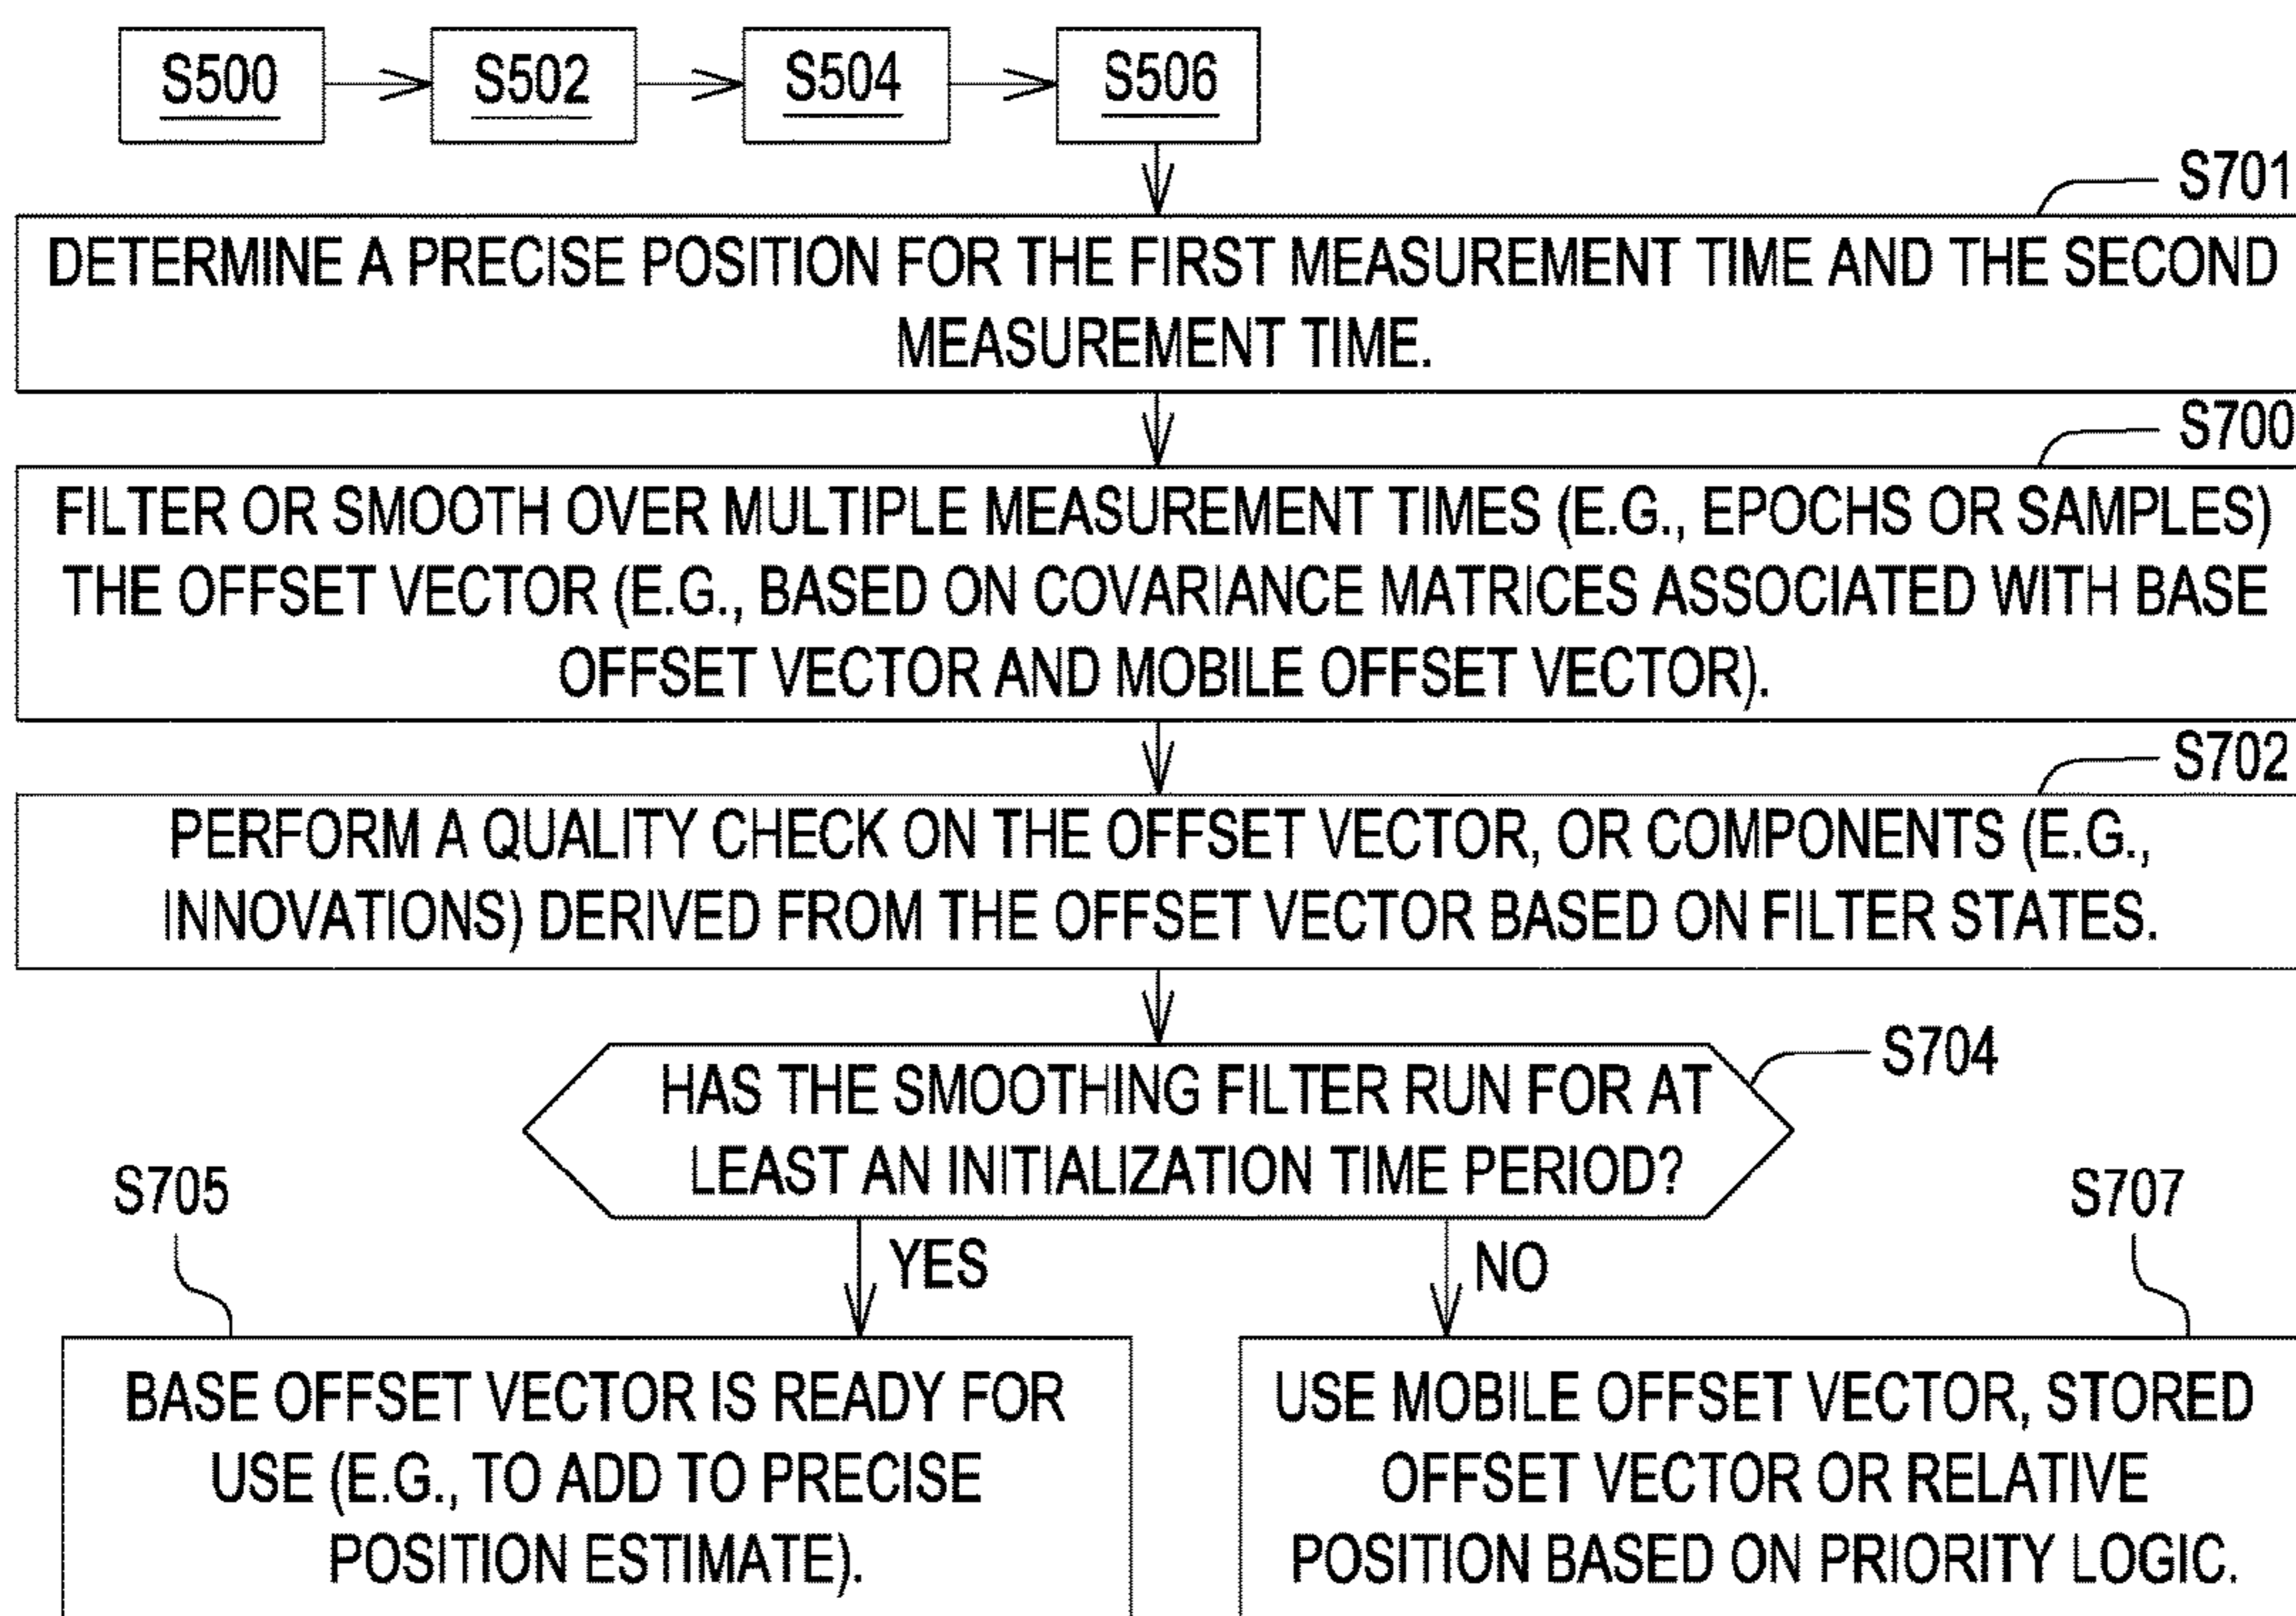 S500
S502
S504
S506
S701
DETERMINE A PRECISE POSITION FOR THE FIRST MEASUREMENT TIME AND THE SECOND
MEASUREMENT TIME.
S700
FILTER OR SMOOTH OVER MULTIPLE MEASUREMENT TIMES (E.G., EPOCHS OR SAMPLES)
THE OFFSET VECTOR (E.G., BASED ON COVARIANCE MATRICES ASSOCIATED WITH BASE
OFFSET VECTOR AND MOBILE OFFSET VECTOR).
S702
PERFORM A QUALITY CHECK ON THE OFFSET VECTOR, OR COMPONENTS (E.G.,
INNOVATIONS) DERIVED FROM THE OFFSET VECTOR BASED ON FILTER STATES.
S704
HAS THE SMOOTHING FILTER RUN FOR AT
LEAST AN INITIALIZATION TIME PERIOD?
S705
YES
BASE OFFSET VECTOR IS READY FOR
USE (E.G., TO ADD TO PRECISE
POSITION ESTIMATE).
S707
NO
USE MOBILE OFFSET VECTOR, STORED
OFFSET VECTOR OR RELATIVE
POSITION BASED ON PRIORITY LOGIC.